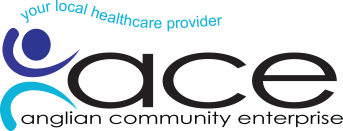 your local healthcare provider
ace
anglian community enterprise